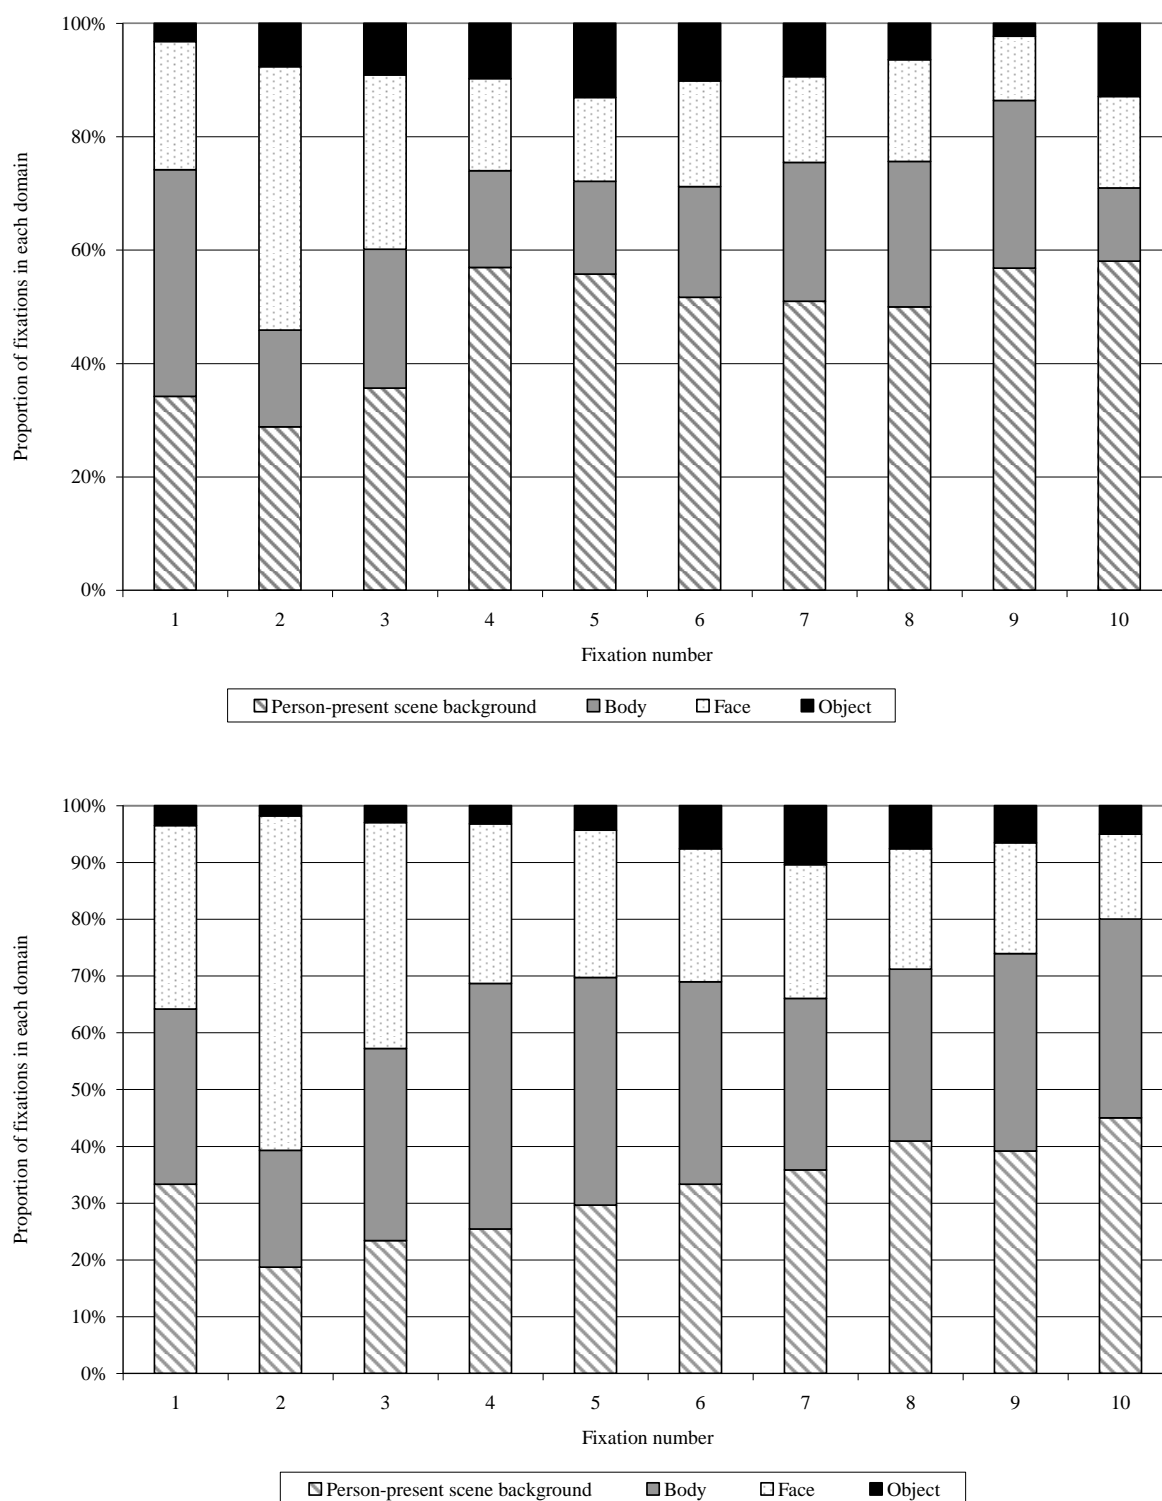 100%
80%
60%
40%
20%
0%
Proportion of fixations in each domain
1 2 3 4 5 6 7 8 9 10
Fixation number
Person-present scene background Body Face Object
100%
90%
80%
70%
60%
50%
40%
30%
20%
10%
0%
Proportion of fixations in each domain
1 2 3 4 5 6 7 8 9 10
Fixation number
Person-present scene background Body Face Object